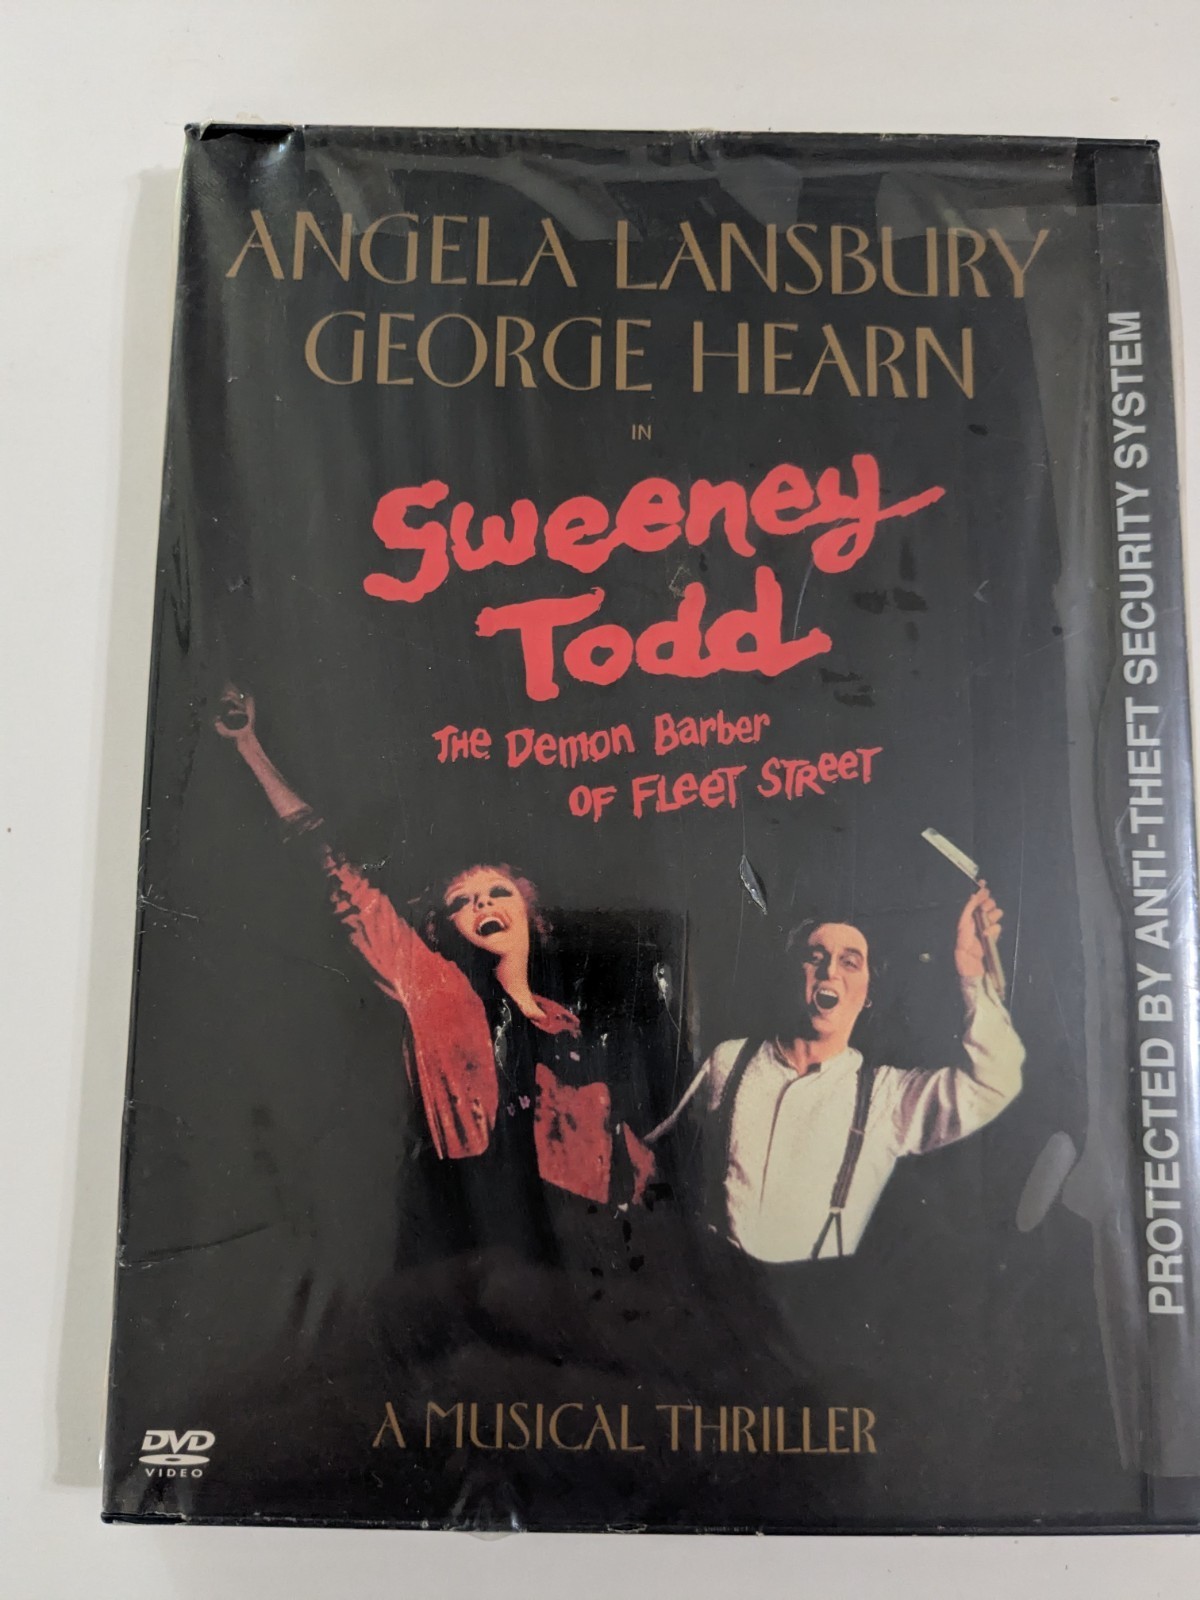 ANGELA LANSBURY
GEORGE HEARN
IN
Sweeney
Todd
THE Demon Barber
OF FLeeT STReeT
A MUSICAL THRILLER
DVD
VIDEO
PROTECTED BY ANTI-THEFT SECURITY SYSTEM